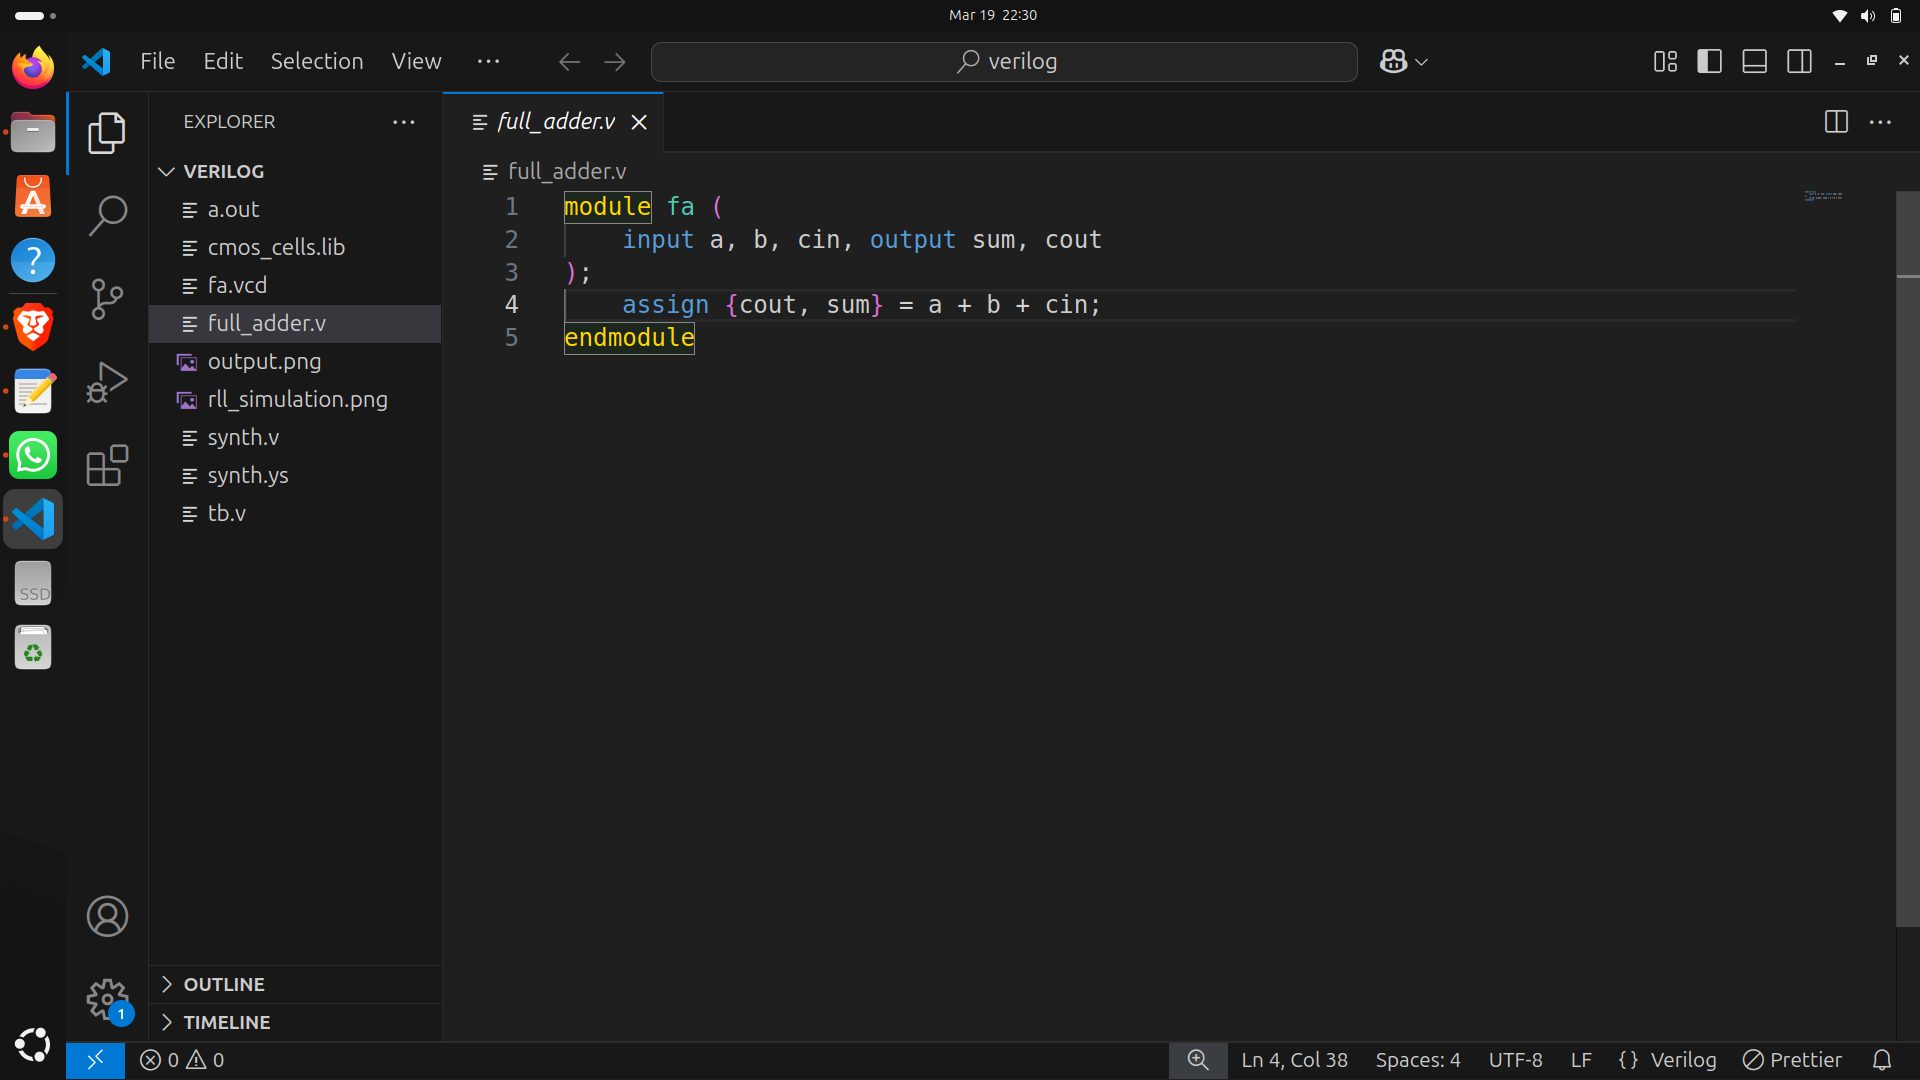 Mar 19 22:30
File Edit Selection View
verilog
EXPLORER
full_adder.v
VERILOG
a.out
cmos_cells.lib
fa.vcd
full_adder.v
output.png
rll_simulation.png
synth.v
synth.ys
tb.v
OUTLINE
TIMELINE
full_adder.v
1 module fa (
2 input a, b, cin, output sum, cout
3 );
4 assign {cout, sum} = a + b + cin;
5 endmodule
SSD
1
0 0
Ln 4, Col 38 Spaces: 4 UTF-8 LF {} Verilog Prettier